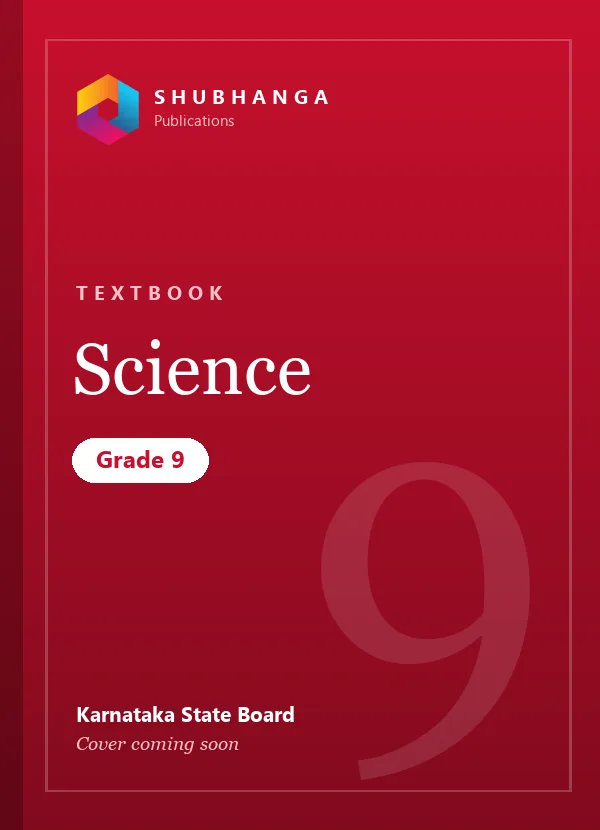 SHUBHANGA
Publications
TEXTBOOK
Science
Grade 9
9
Karnataka State Board
Cover coming soon